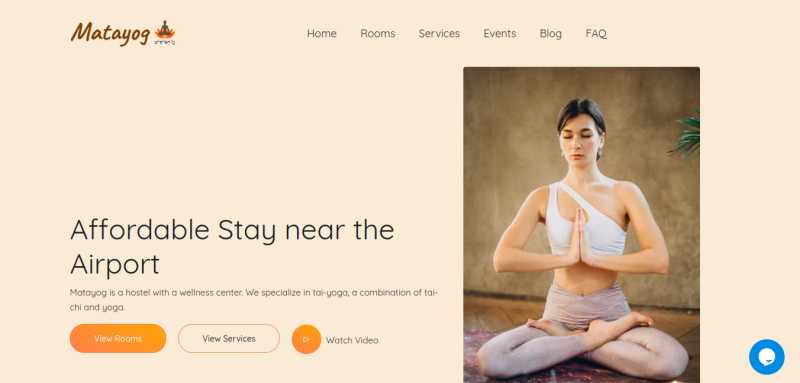 Matayog
Home Rooms Services Events Blog FAQ
Affordable Stay near the
Airport
Matayog is a hostel with a wellness center. We specialize in tai-yoga, a combination of tai-
chi and yoga.
View Rooms View Services Watch Video